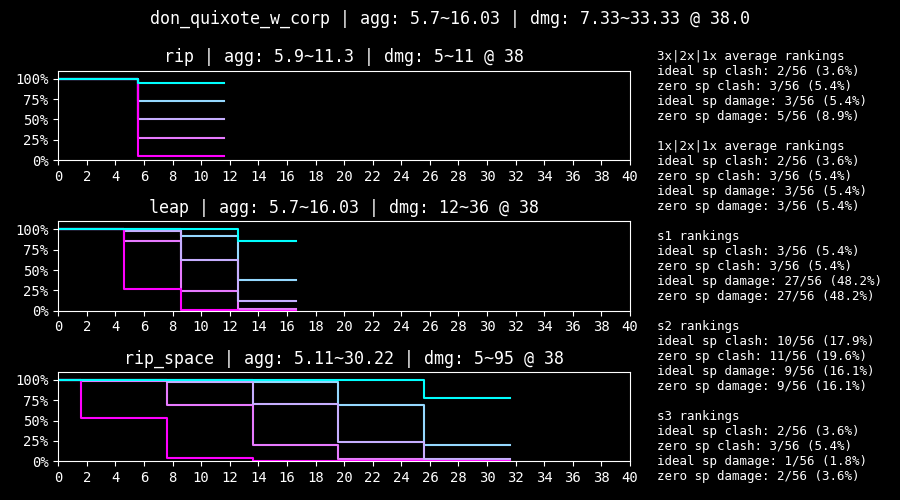 don_quixote_w_corp | agg: 5.7~16.03 | dmg: 7.33~33.33 @ 38.0
rip | agg: 5.9~11.3 | dmg: 5~11 @ 38
100%
75%
50%
25%
0%
0 2 4 6 8 10 12 14 16 18 20 22 24 26 28 30 32 34 36 38 40
leap | agg: 5.7~16.03 | dmg: 12~36 @ 38
100%
75%
50%
25%
0%
0 2 4 6 8 10 12 14 16 18 20 22 24 26 28 30 32 34 36 38 40
rip_space | agg: 5.11~30.22 | dmg: 5~95 @ 38
100%
75%
50%
25%
0%
0 2 4 6 8 10 12 14 16 18 20 22 24 26 28 30 32 34 36 38 40
3x|2x|1x average rankings
ideal sp clash: 2/56 (3.6%)
zero sp clash: 3/56 (5.4%)
ideal sp damage: 3/56 (5.4%)
zero sp damage: 5/56 (8.9%)
1x|2x|1x average rankings
ideal sp clash: 2/56 (3.6%)
zero sp clash: 3/56 (5.4%)
ideal sp damage: 3/56 (5.4%)
zero sp damage: 3/56 (5.4%)
s1 rankings
ideal sp clash: 3/56 (5.4%)
zero sp clash: 3/56 (5.4%)
ideal sp damage: 27/56 (48.2%)
zero sp damage: 27/56 (48.2%)
s2 rankings
ideal sp clash: 10/56 (17.9%)
zero sp clash: 11/56 (19.6%)
ideal sp damage: 9/56 (16.1%)
zero sp damage: 9/56 (16.1%)
s3 rankings
ideal sp clash: 2/56 (3.6%)
zero sp clash: 3/56 (5.4%)
ideal sp damage: 1/56 (1.8%)
zero sp damage: 2/56 (3.6%)